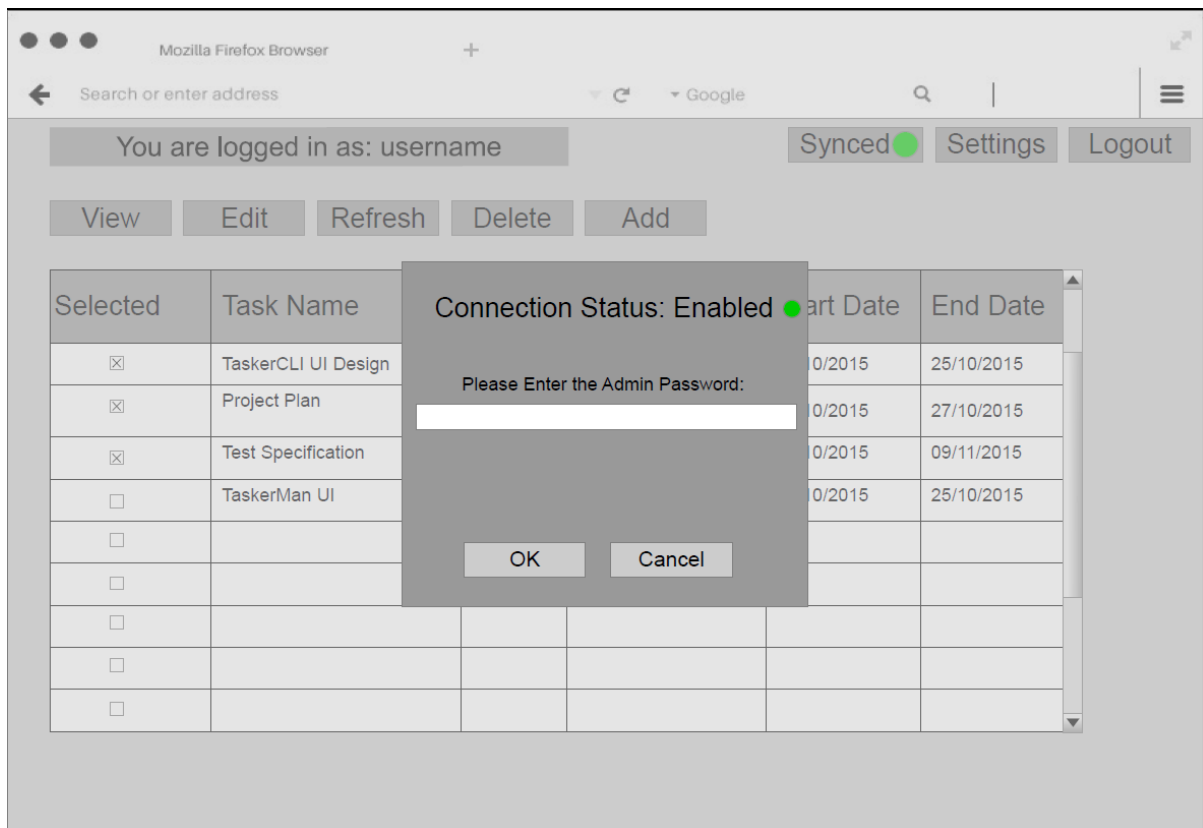 Mozilla Firefox Browser +
Search or enter address Google
You are logged in as: username Synced Settings Logout
View Edit Refresh Delete Add
Selected Task Name Connection Status: Enabled art Date End Date
TaskerCLI UI Design 0/2015 25/10/2015
Please Enter the Admin Password:
Project Plan 0/2015 27/10/2015
Test Specification 0/2015 09/11/2015
TaskerMan UI 0/2015 25/10/2015
OK Cancel